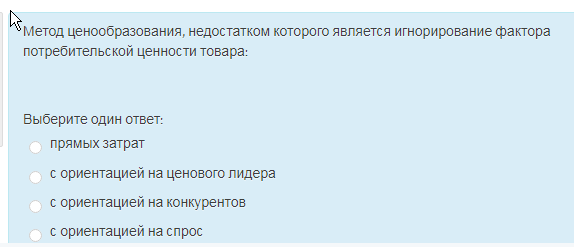 Метод ценообразования, недостатком которого является игнорирование фактора
потребительской ценности товара:
Выберите один ответ:
прямых затрат
с ориентацией на ценового лидера
с ориентацией на конкурентов
с ориентацией на спрос